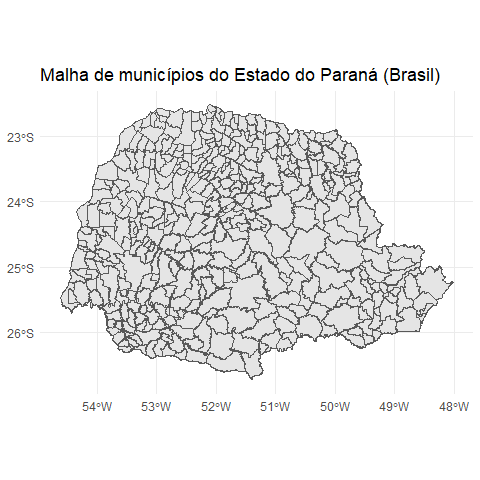 Malha de municípios do Estado do Paraná (Brasil)
23°S
24°S
25°S
26°S
54°W 53°W 52°W 51°W 50°W 49°W 48°W